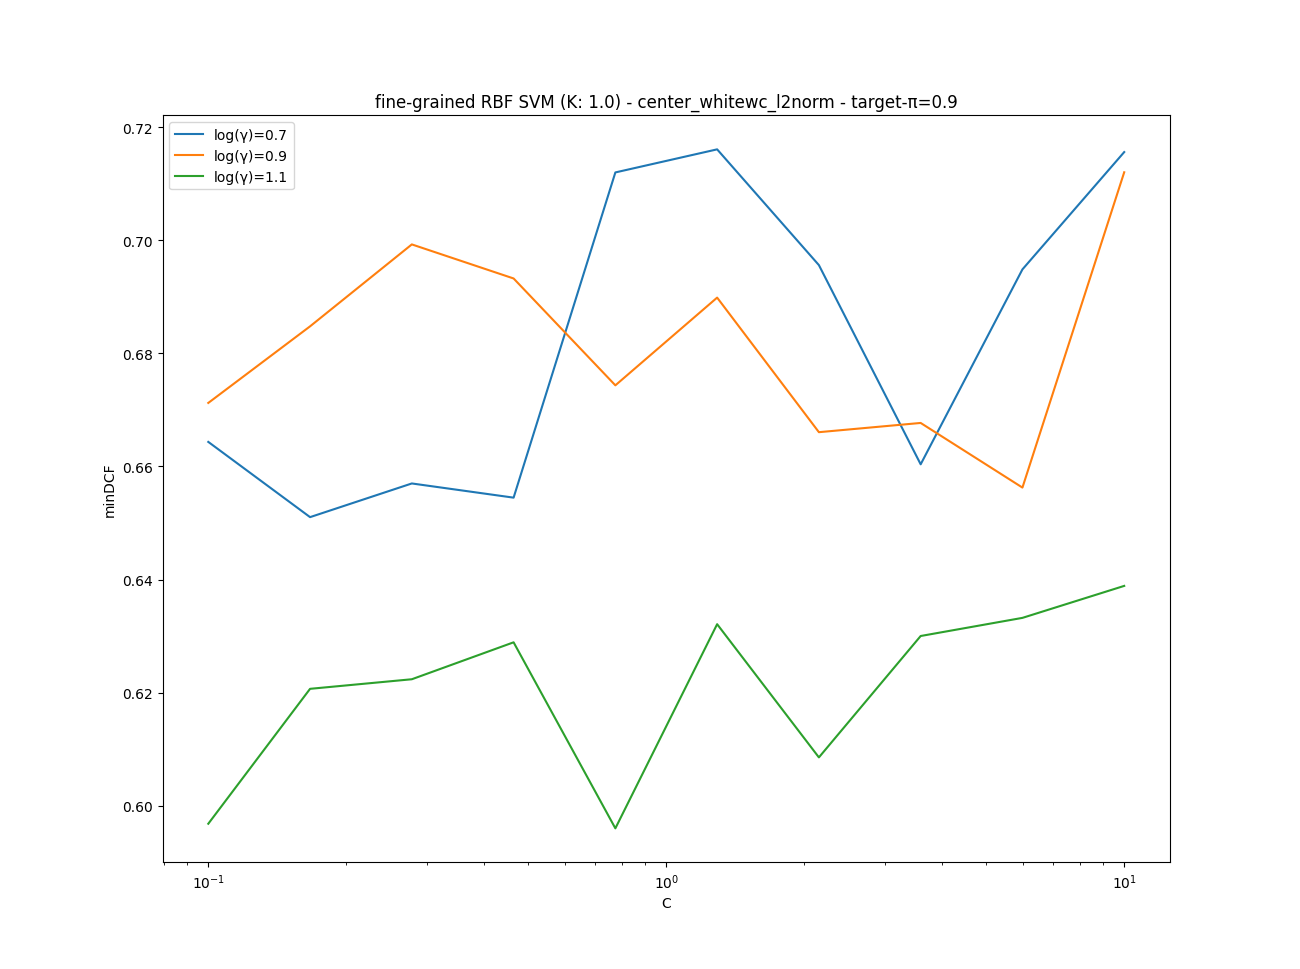 fine-grained RBF SVM (K: 1.0) - center_whitewc_l2norm - target-π=0.9
log(γ)=0.7
log(γ)=0.9
log(γ)=1.1
0.72
0.70
0.68
0.66
0.64
0.62
0.60
minDCF
10⁻¹
10⁰
10¹
C